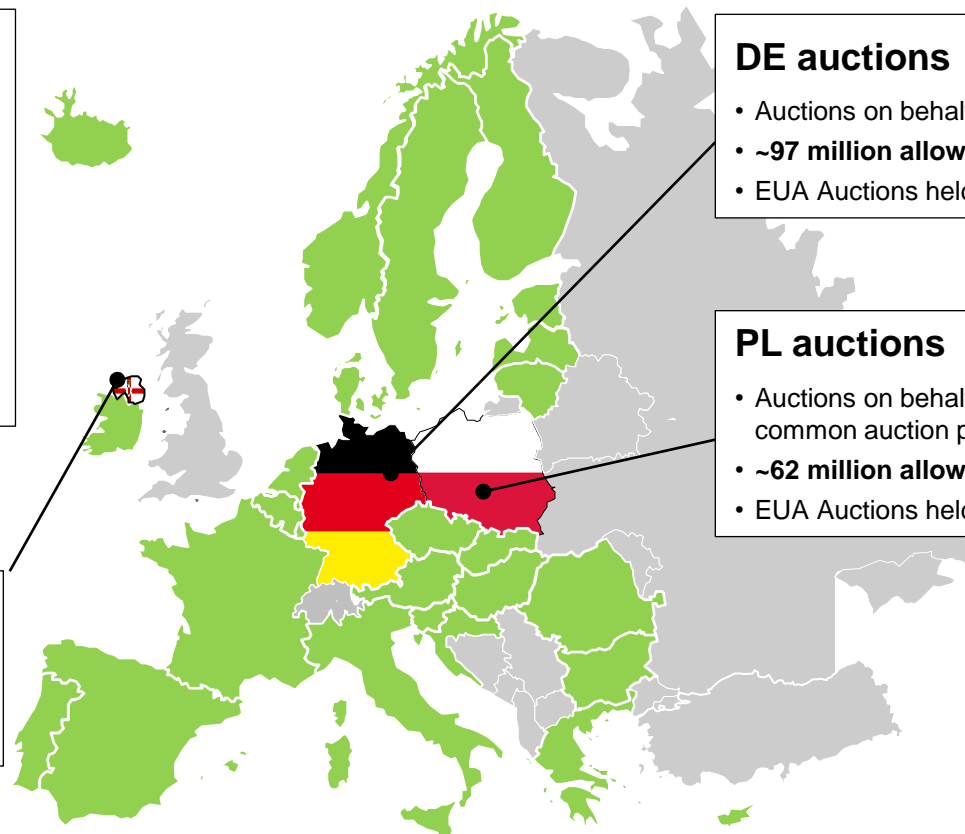 DE auctions
• Auctions on behal
• ~97 million allow
• EUA Auctions held
PL auctions
• Auctions on behal
common auction p
• ~62 million allow
• EUA Auctions held